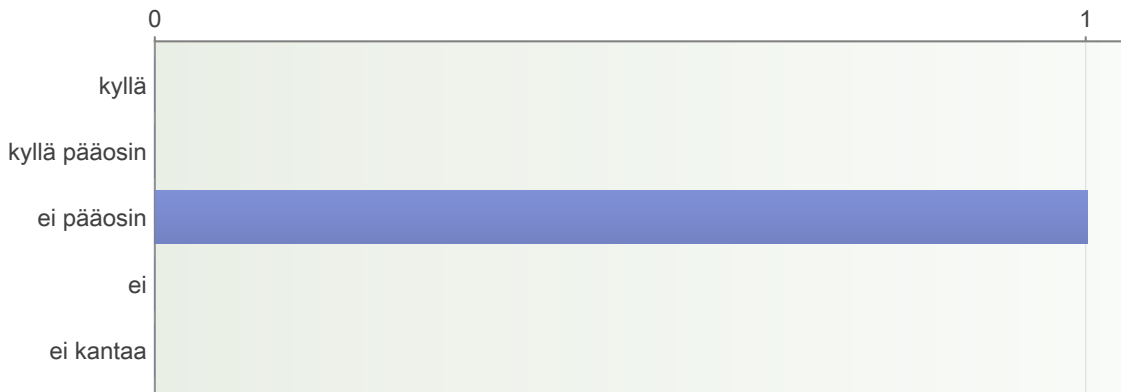 0 1
kyllä
kyllä pääosin
ei pääosin
ei
ei kantaa